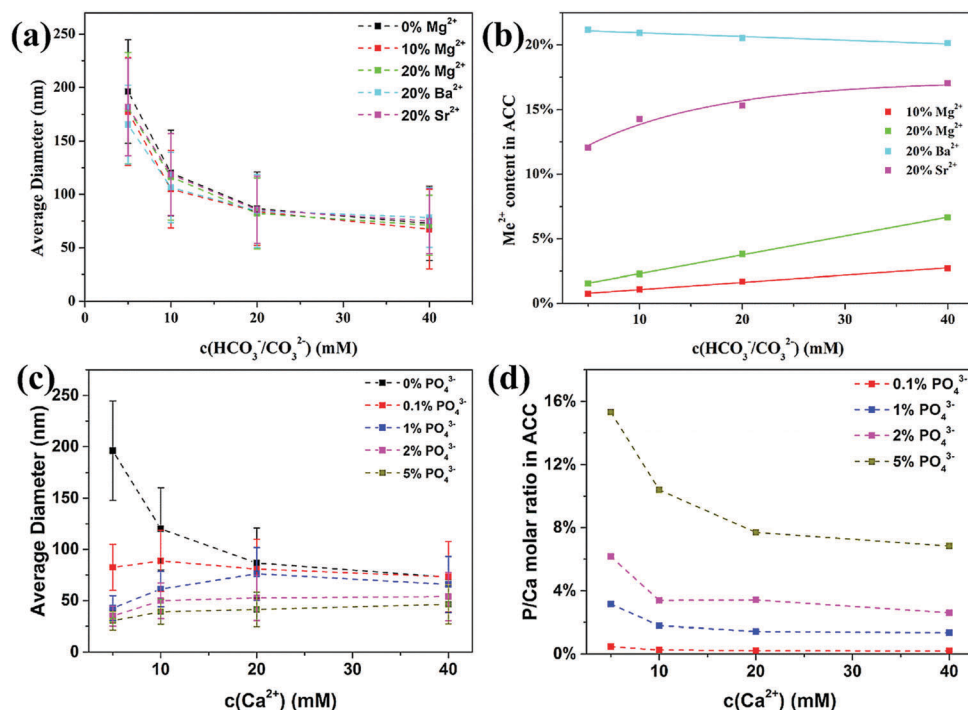 (a)
0% Mg²⁺
10% Mg²⁺
20% Mg²⁺
20% Ba²⁺
20% Sr²⁺
Average Diameter (nm)
250
200
150
100
50
0
0 10 20 30 40
c(HCO₃⁻/CO₃²⁻) (mM)
(b)
Me²⁺ content in ACC
20%
15%
10%
5%
0%
10% Mg²⁺
20% Mg²⁺
20% Ba²⁺
20% Sr²⁺
10 20 30 40
c(HCO₃⁻/CO₃²⁻) (mM)
(c)
0% PO₄³⁻
0.1% PO₄³⁻
1% PO₄³⁻
2% PO₄³⁻
5% PO₄³⁻
Average Diameter (nm)
250
200
150
100
50
0
10 20 30 40
c(Ca²⁺) (mM)
(d)
0.1% PO₄³⁻
1% PO₄³⁻
2% PO₄³⁻
5% PO₄³⁻
P/Ca molar ratio in ACC
16%
12%
8%
4%
0%
10 20 30 40
c(Ca²⁺) (mM)